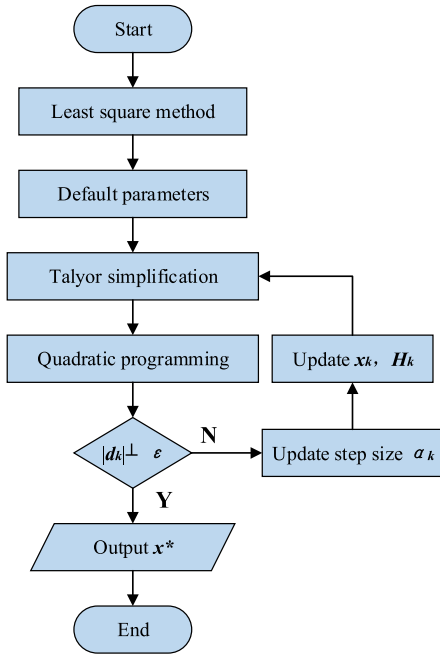 Start
Least square method
Default parameters
Talyor simplification
Quadratic programming
Update xk, Hk
|dk|⊥ ε
N
Update step size αk
Y
Output x*
End